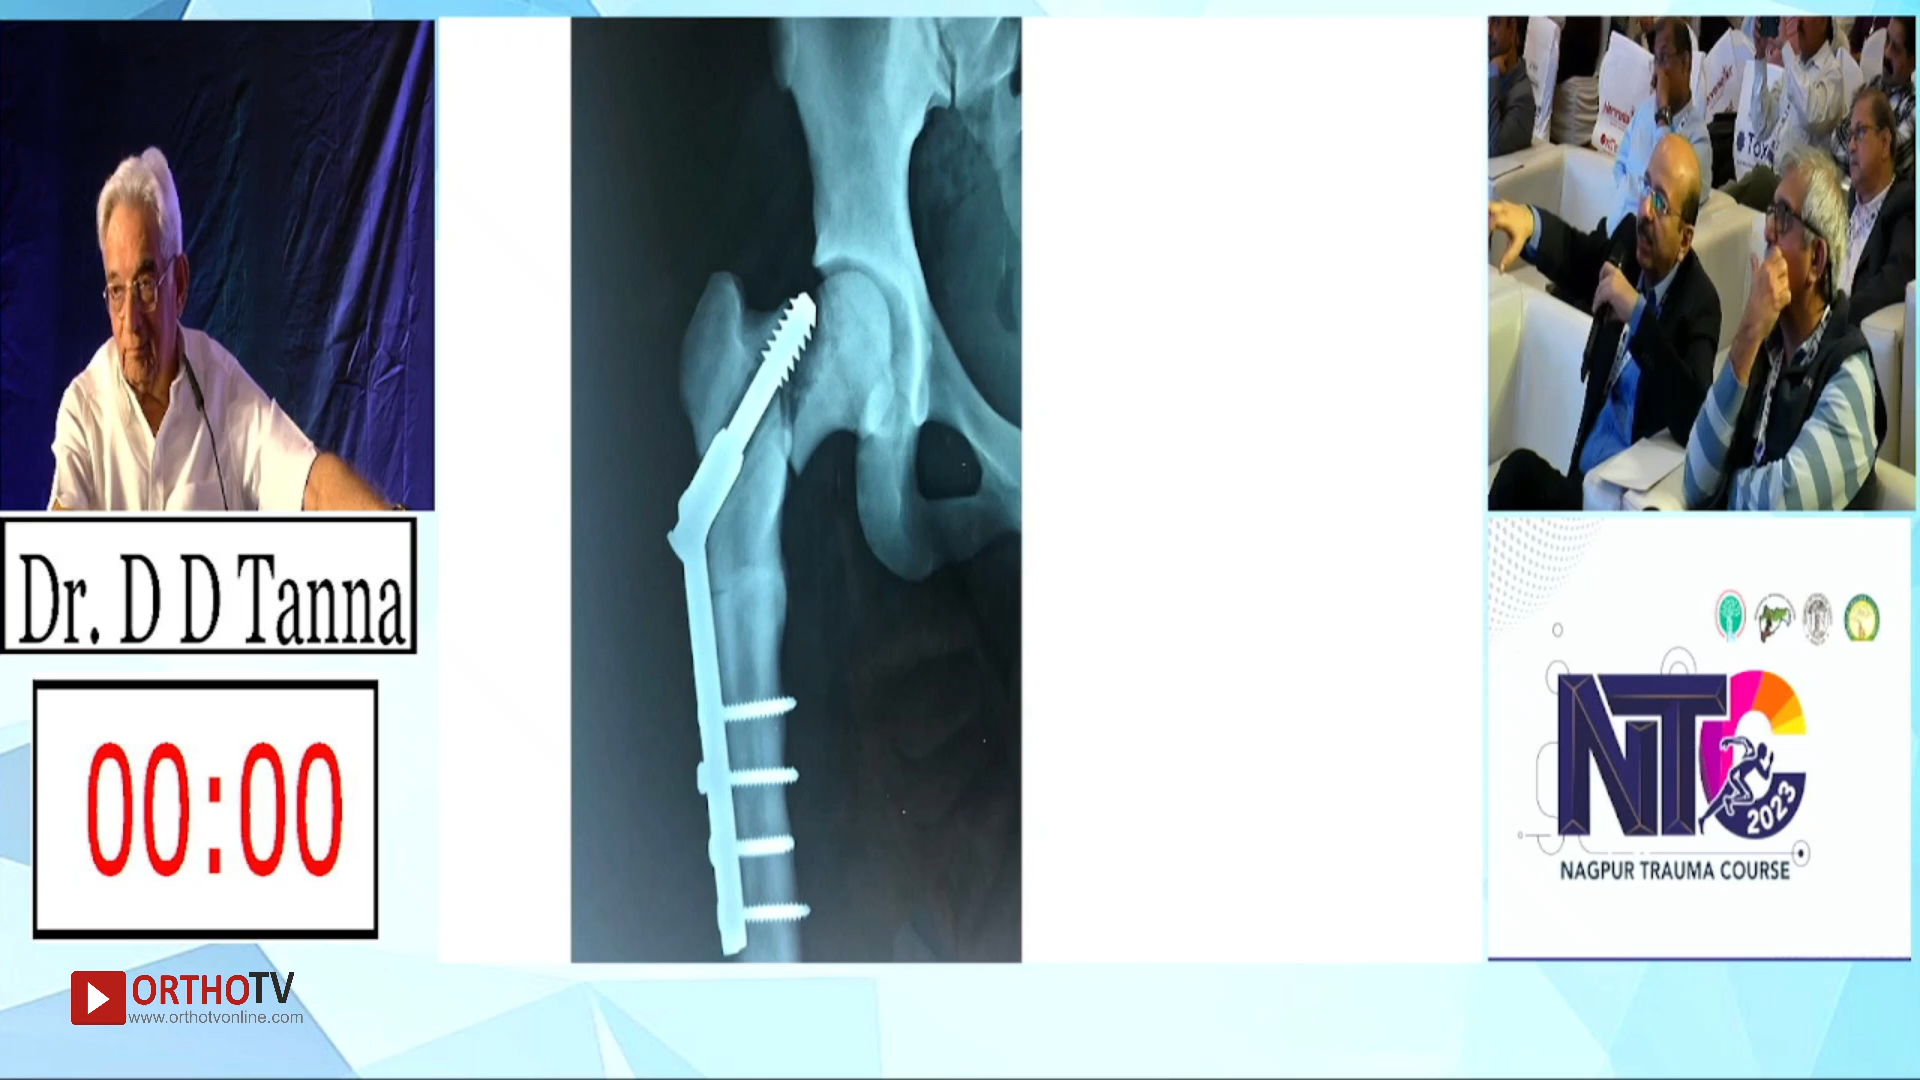 Dr. D D Tanna
00:00
ORTHOTV
www.orthotvonline.com
NTC
2023
NAGPUR TRAUMA COURSE